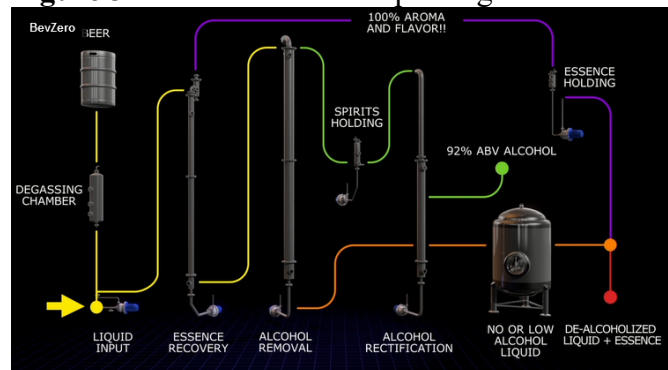 BevZero BEER
100% AROMA
AND FLAVOR!!
ESSENCE
HOLDING
SPIRITS
HOLDING
92% ABV ALCOHOL
DEGASSING
CHAMBER
LIQUID
INPUT
ESSENCE
RECOVERY
ALCOHOL
REMOVAL
ALCOHOL
RECTIFICATION
NO OR LOW
ALCOHOL
LIQUID
DE-ALCOHOLIZED
LIQUID + ESSENCE